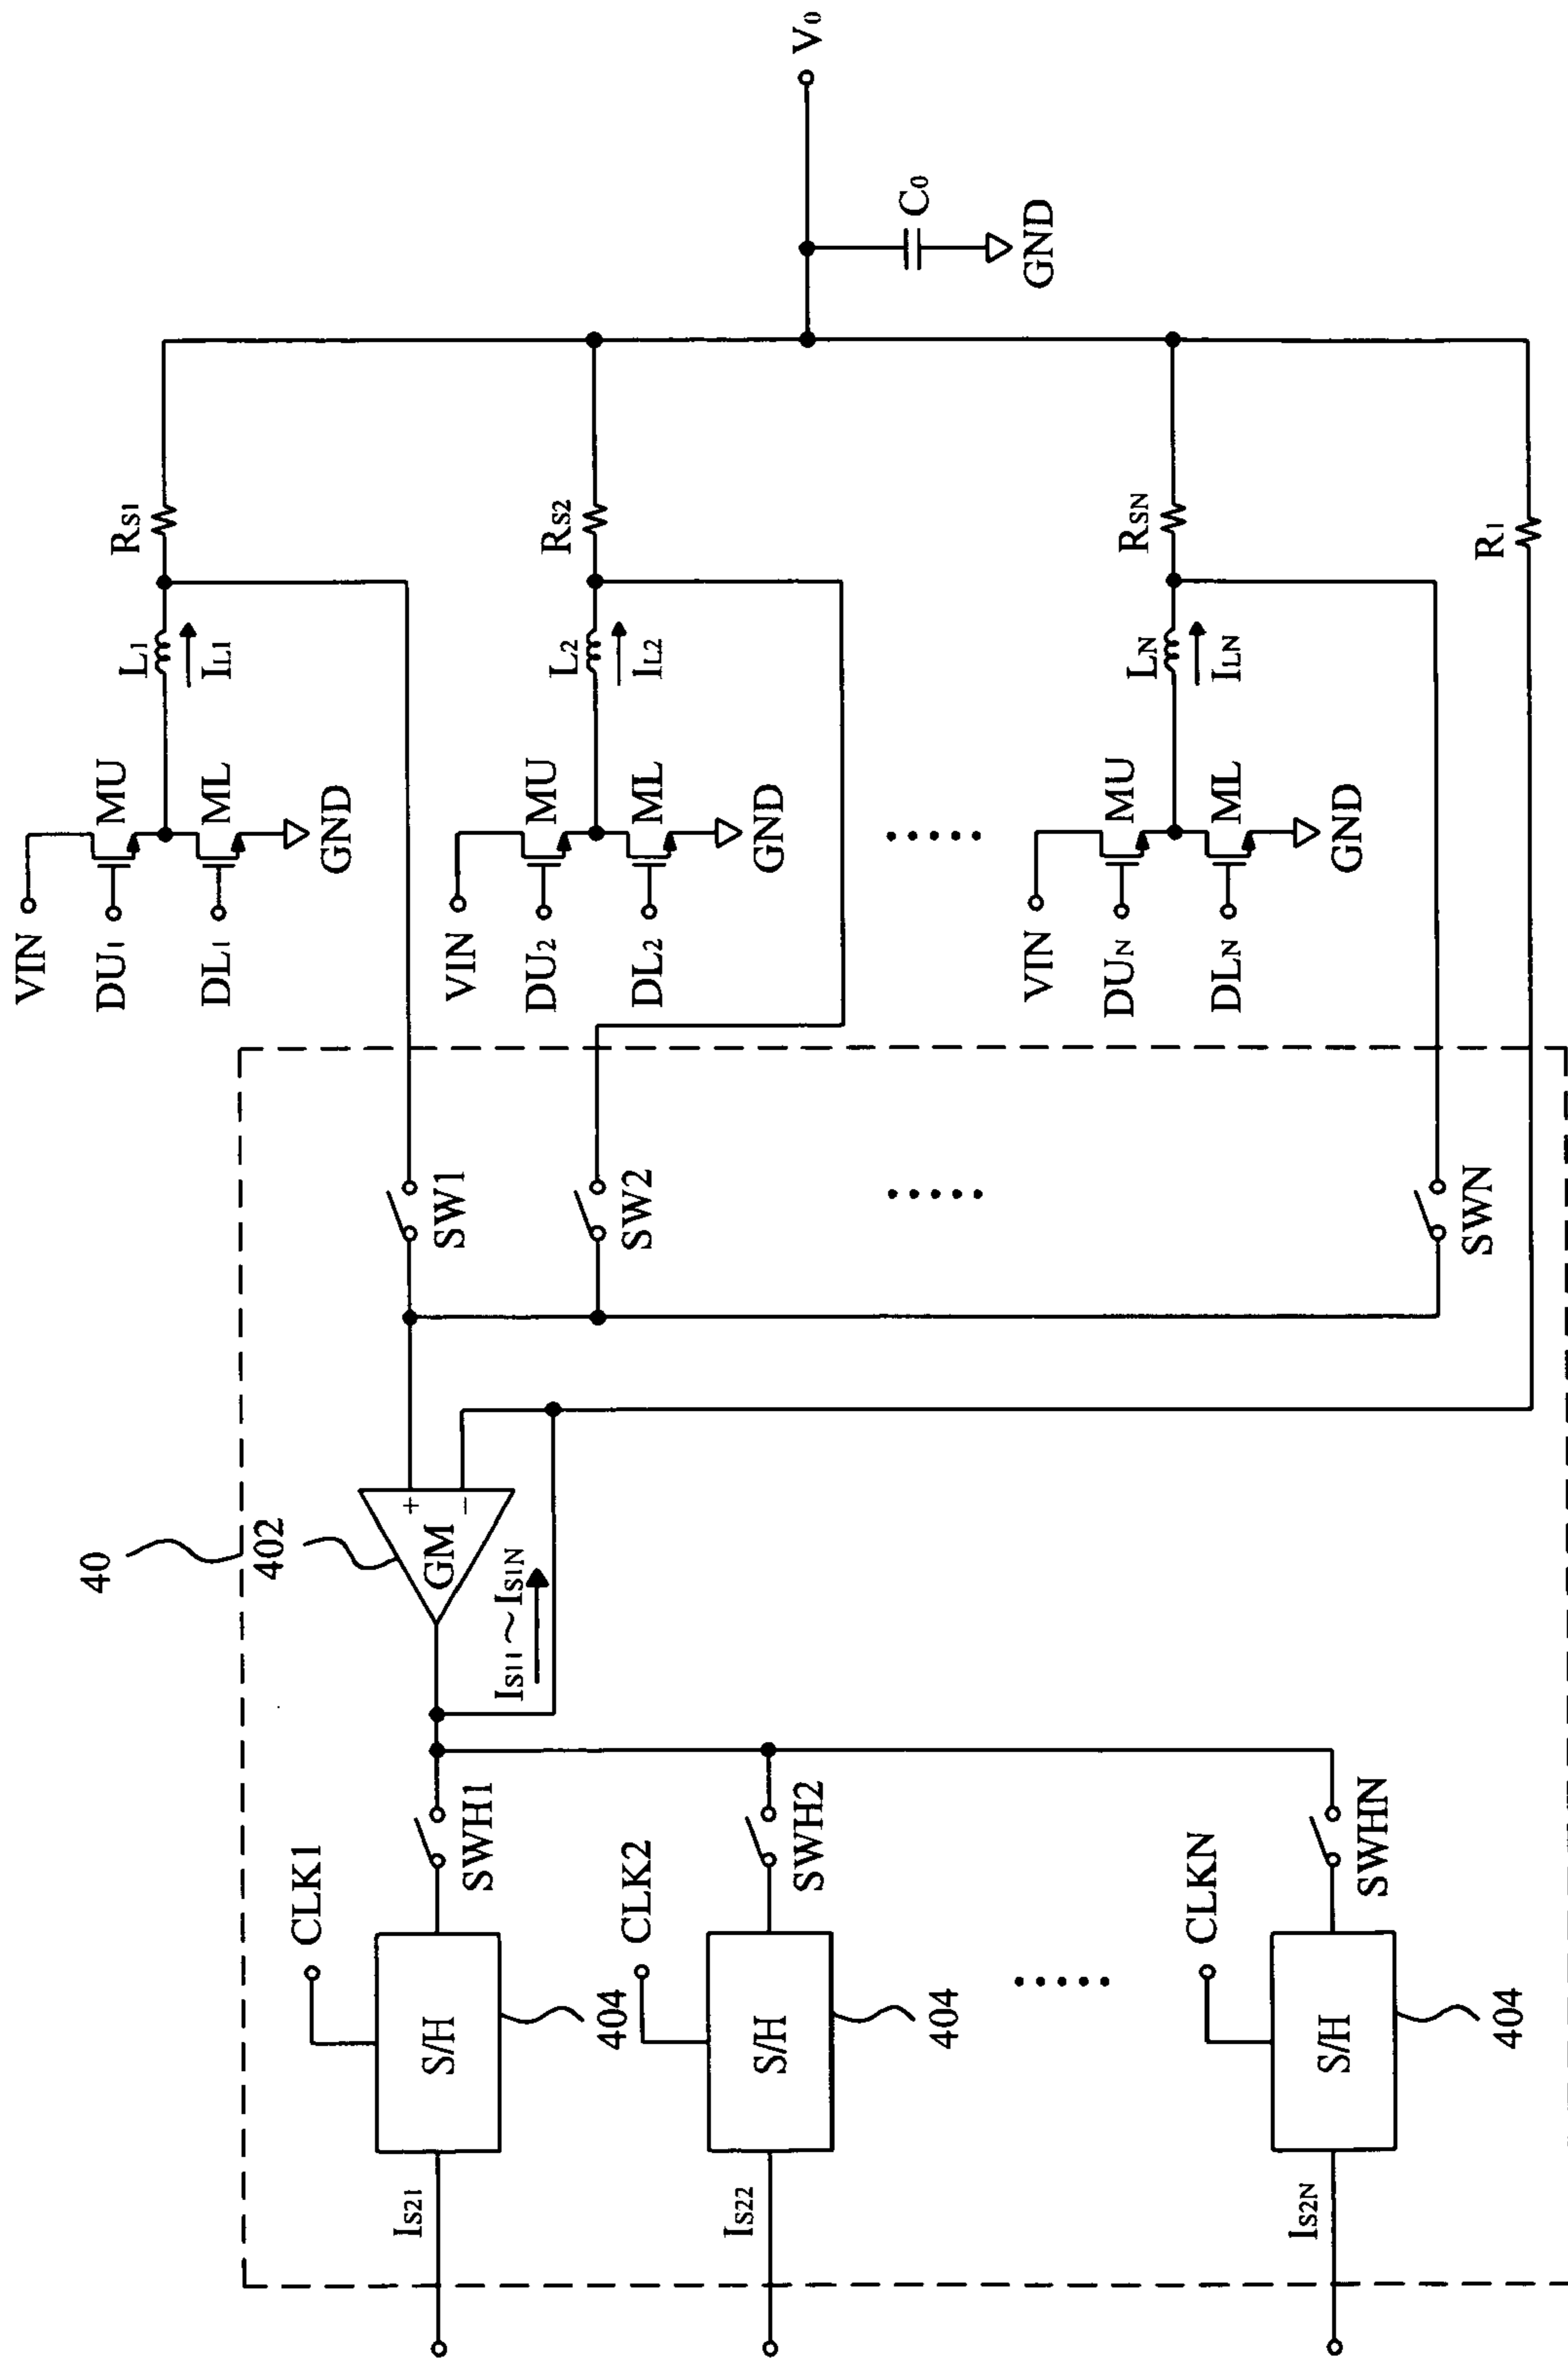 40
402
GM
+
−
IS11～IS1N
SWH1
SWH2
SWHN
CLK1
CLK2
CLKN
S/H
S/H
S/H
404
404
404
IS21
IS22
IS2N
SW1
SW2
SWN
VIN
DU1
DL1
MU
ML
GND
L1
IL1
RS1
VIN
DU2
DL2
MU
ML
GND
L2
IL2
RS2
VIN
DUN
DLN
MU
ML
GND
LN
ILN
RSN
R1
C0
GND
V0